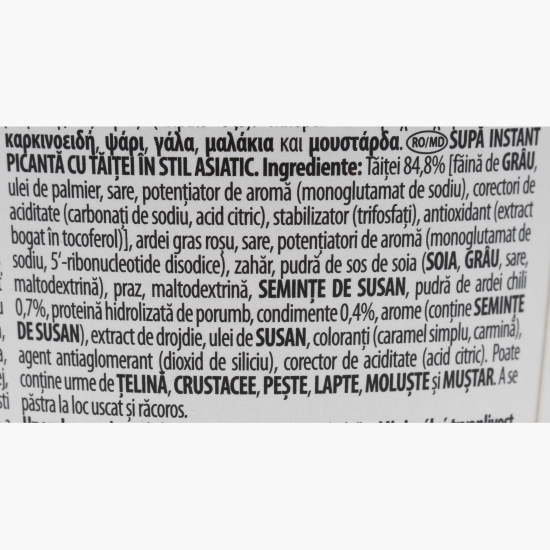 καρκινοειδή, ψάρι, γάλα, μαλάκια και μουστάρδα. RO/MD SUPĂ INSTANT
PICANTĂ CU TĂIȚEI ÎN STIL ASIATIC. Ingrediente: Tăiței 84,8% [făină de GRÂU,
ulei de palmier, sare, potențiator de aromă (monoglutamat de sodiu), corectori de
aciditate (carbonați de sodiu, acid citric), stabilizator (trifosfați), antioxidant (extract
bogat în tocoferol)], ardei gras roșu, sare, potențiatori de aromă (monoglutamat de
sodiu, 5'-ribonucleotide disodice), zahăr, pudră de sos de soia (SOIA, GRÂU, sare,
maltodextrină), praz, maltodextrină, SEMINȚE DE SUSAN, pudră de ardei chili
0,7%, proteină hidrolizată de porumb, condimente 0,4%, arome (conține SEMINȚE
DE SUSAN), extract de drojdie, ulei de SUSAN, coloranți (caramel simplu, carmină),
agent antiaglomerant (dioxid de siliciu), corector de aciditate (acid citric). Poate
conține urme de ȚELINĂ, CRUSTACEE, PEȘTE, LAPTE, MOLUȘTE și MUȘTAR. A se
păstra la loc uscat și răcoros.